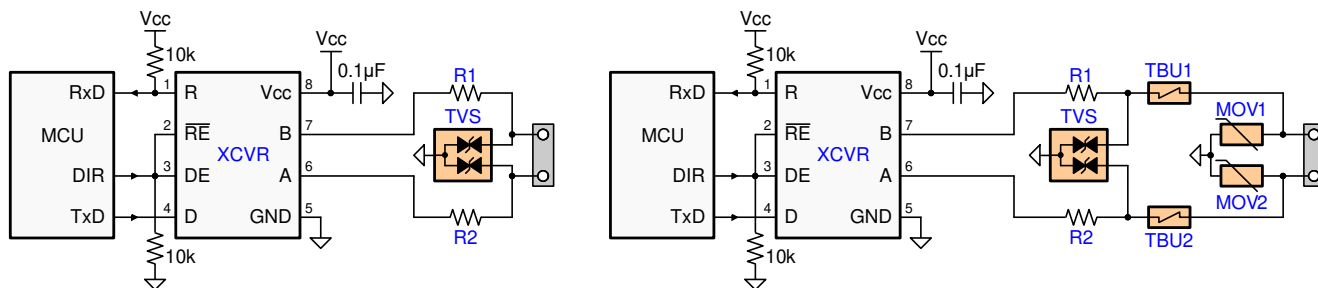 Vcc
10k
Vcc
0.1µF
R1
RxD
1
R
Vcc
8
MCU
2
RE
B
7
TVS
XCVR
DIR
3
DE
A
6
TxD
4
D
GND
5
R2
10k
Vcc
10k
Vcc
0.1µF
R1
TBU1
RxD
1
R
Vcc
8
MOV1
MCU
2
RE
B
7
TVS
XCVR
DIR
3
DE
A
6
MOV2
TxD
4
D
GND
5
R2
TBU2
10k